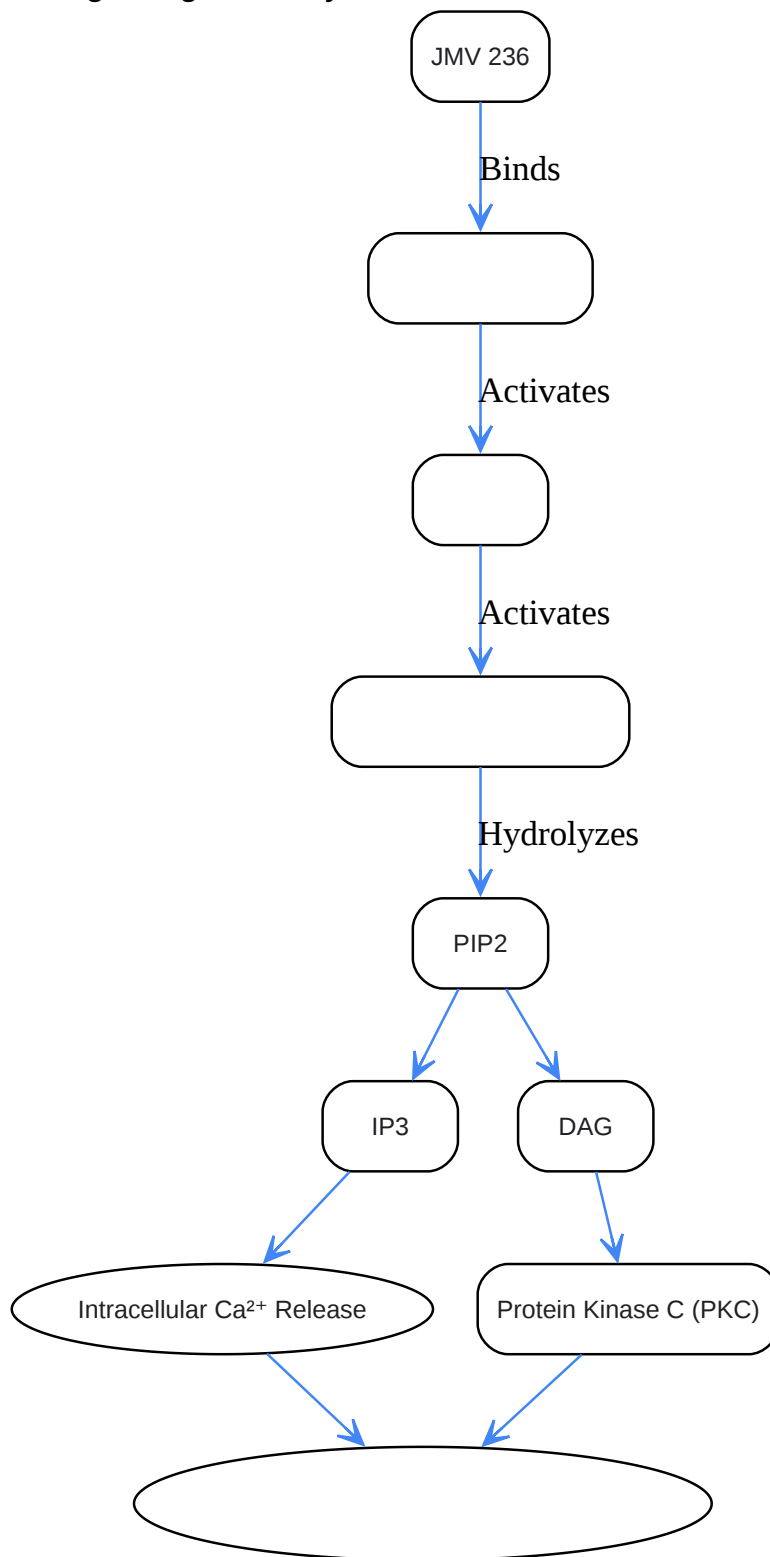 JMV 236
Binds
Activates
Activates
Hydrolyzes
PIP2
IP3
DAG
Intracellular Ca²⁺ Release
Protein Kinase C (PKC)